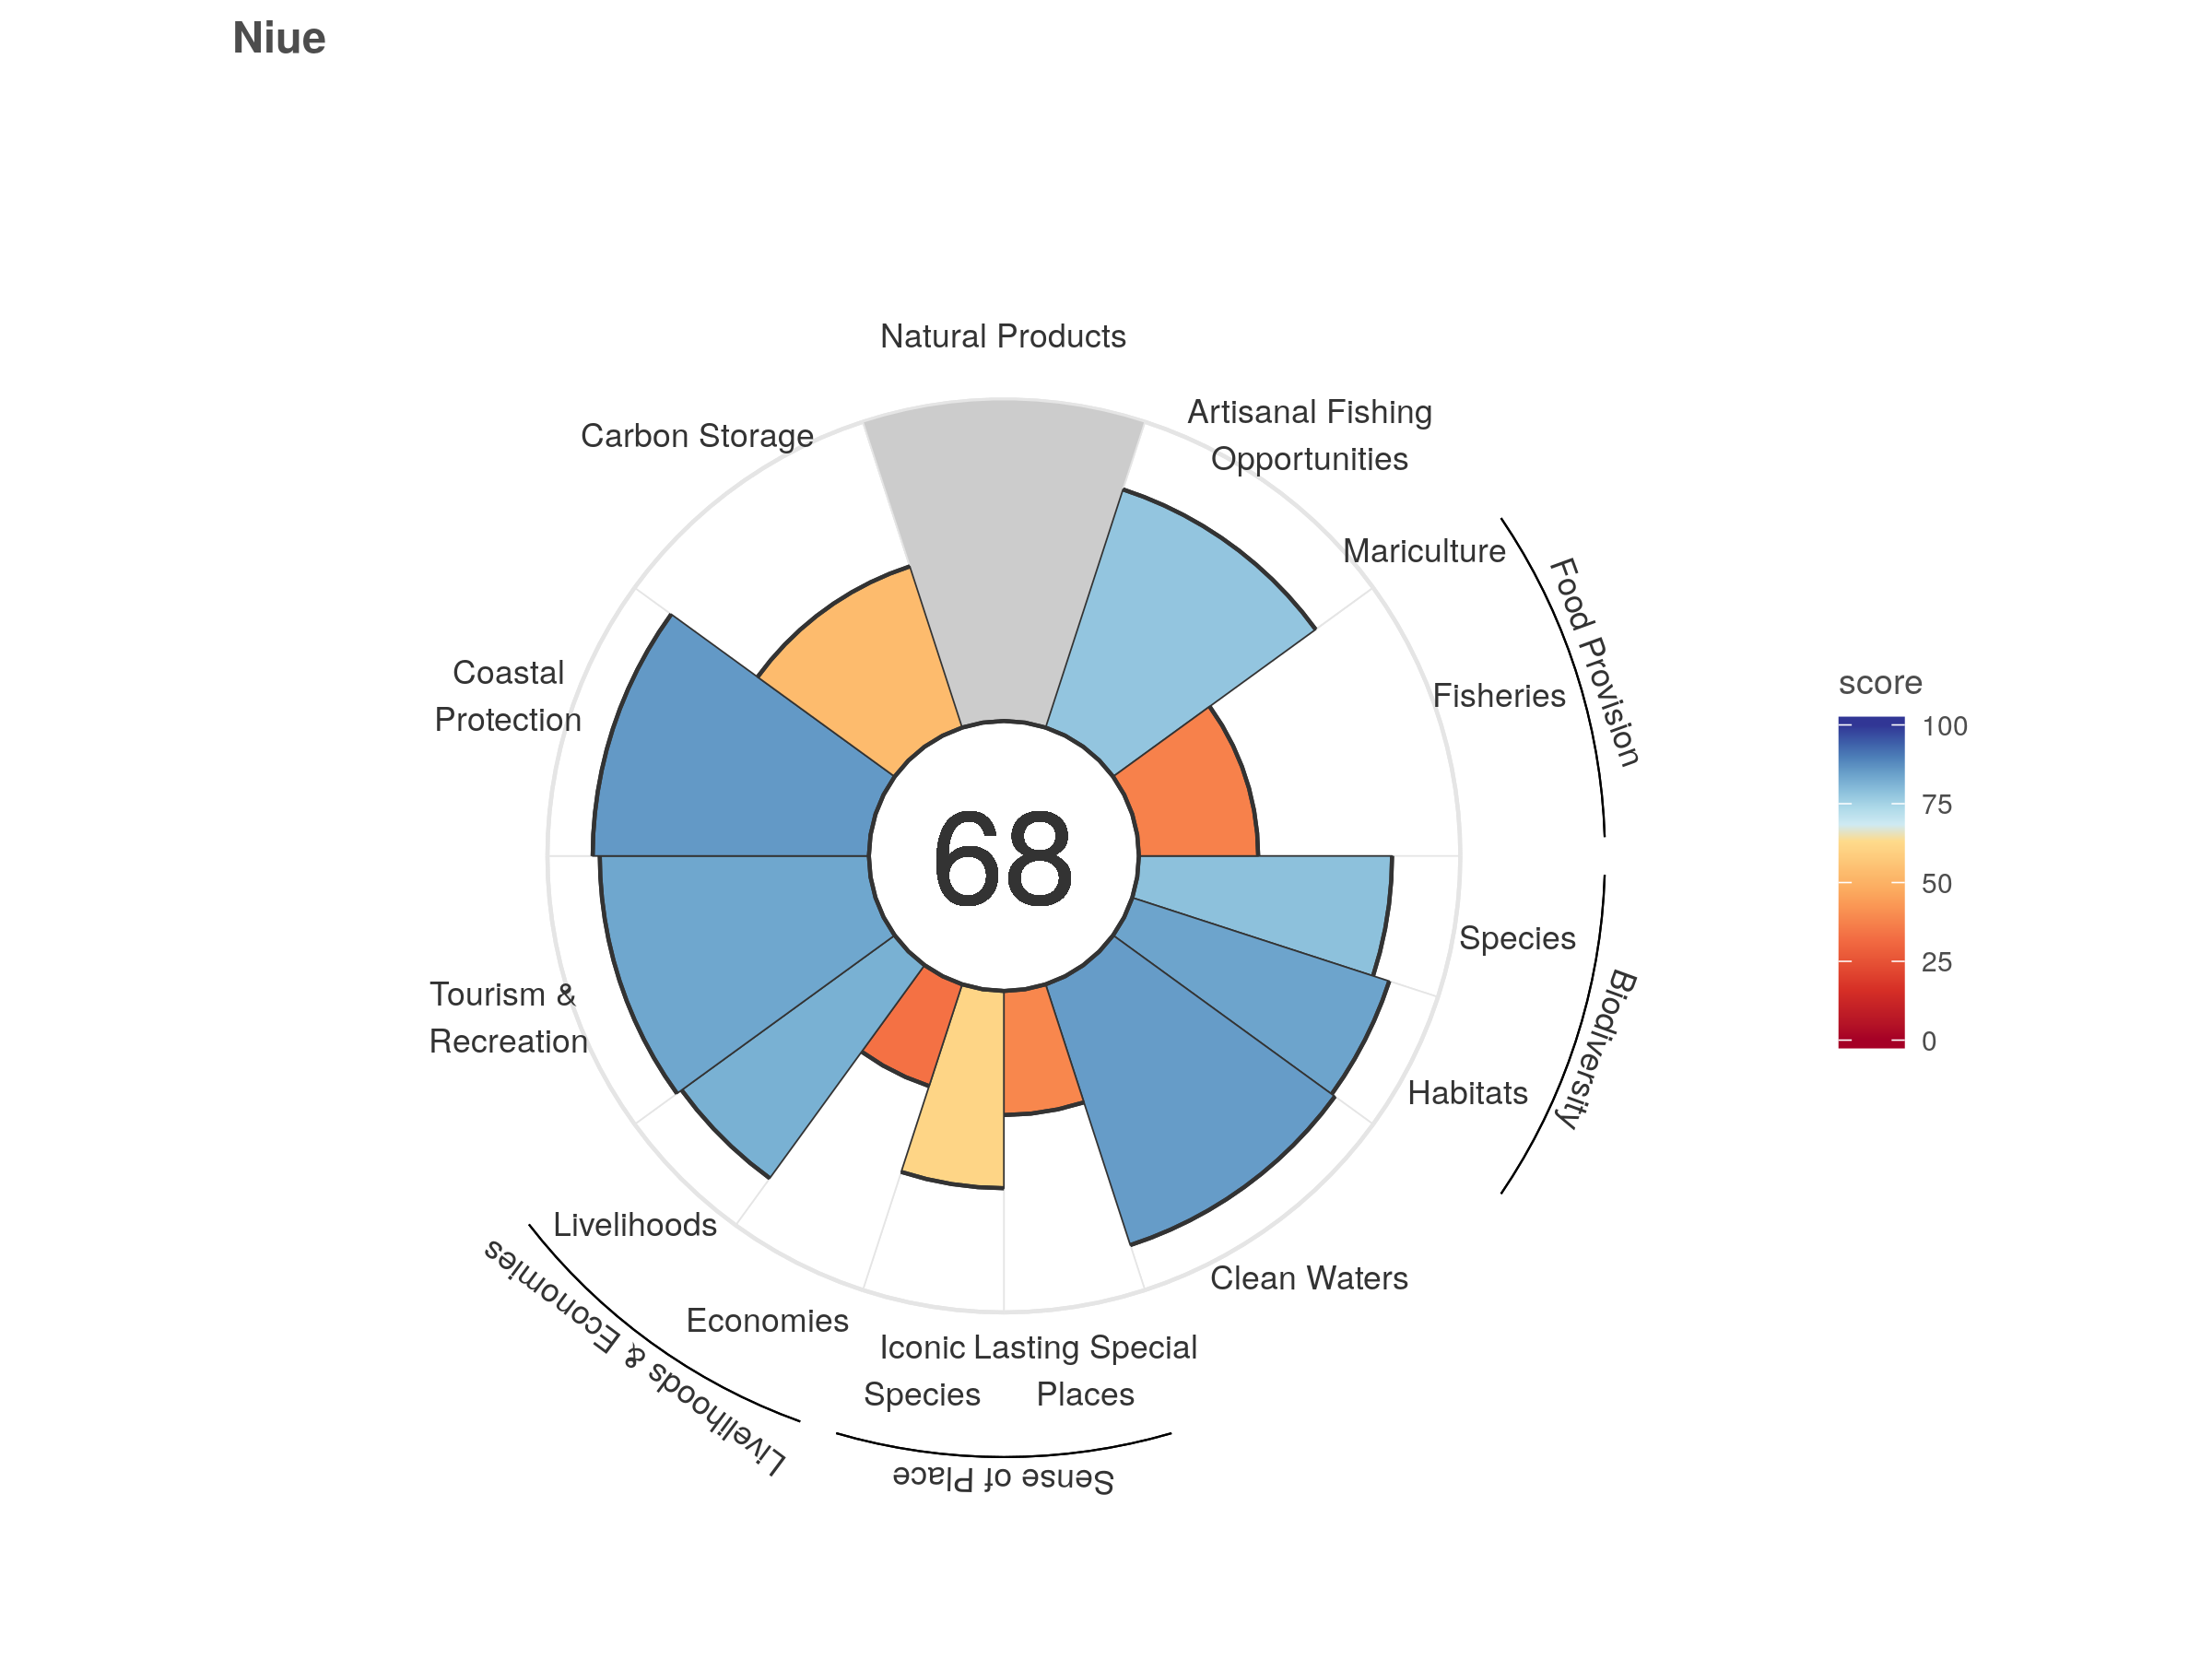 Niue
Natural Products
Artisanal Fishing
Opportunities
Carbon Storage
Mariculture
Food Provision
Fisheries
Coastal
Protection
score
100
75
50
25
0
68
Species
Biodiversity
Tourism &
Recreation
Habitats
Livelihoods
Clean Waters
Livelihoods & Economies
Economies
Iconic
Species
Lasting Special
Places
Sense of Place